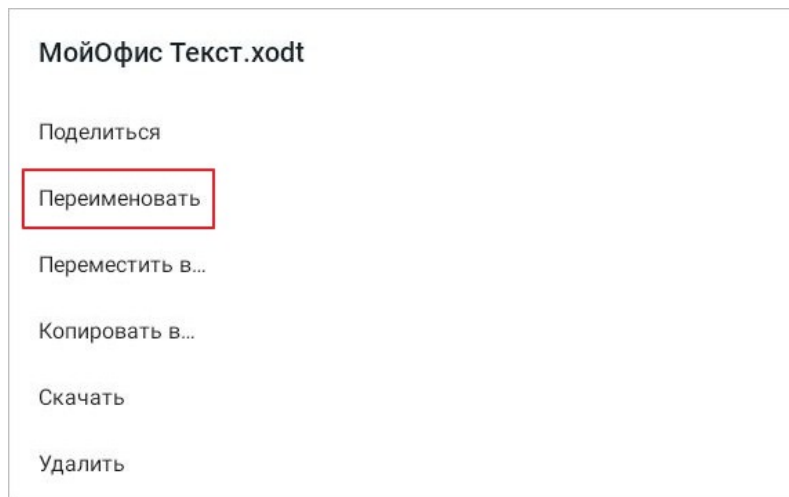 МойОфис Текст.xodt
Поделиться
Переименовать
Переместить в...
Копировать в...
Скачать
Удалить